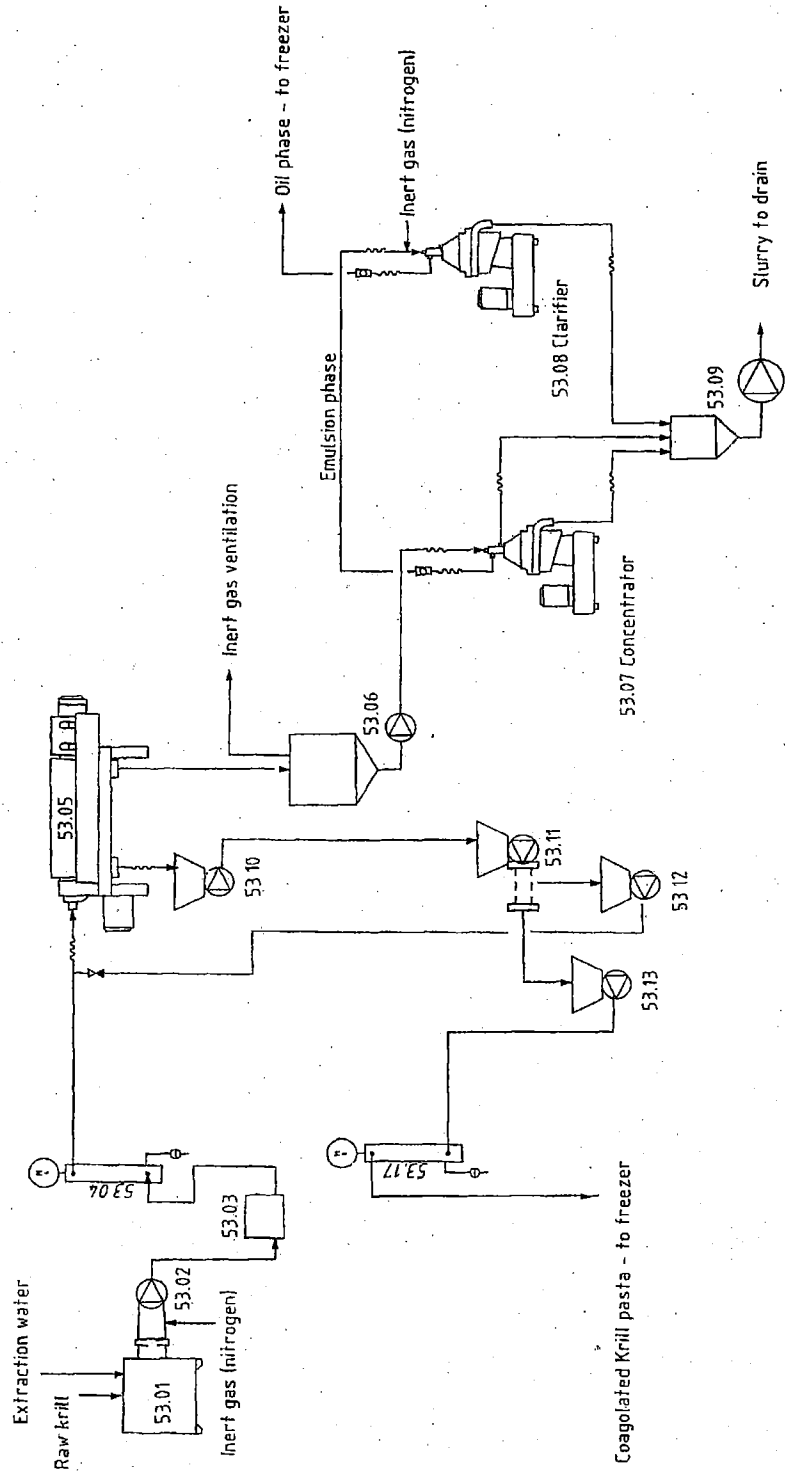 Extraction water
Raw krill
53.01
53.02
Inert gas (nitrogen)
53.03
53.04
M
53.05
53 10
Inert gas ventilation
53.06
53.11
53 12
53.13
53.17
M
Coagolated Krill pasta - to freezer
Emulsion phase
53.07 Concentrator
Oil phase - to freezer
Inert gas (nitrogen)
53.08 Clarifier
53.09
Slurry to drain